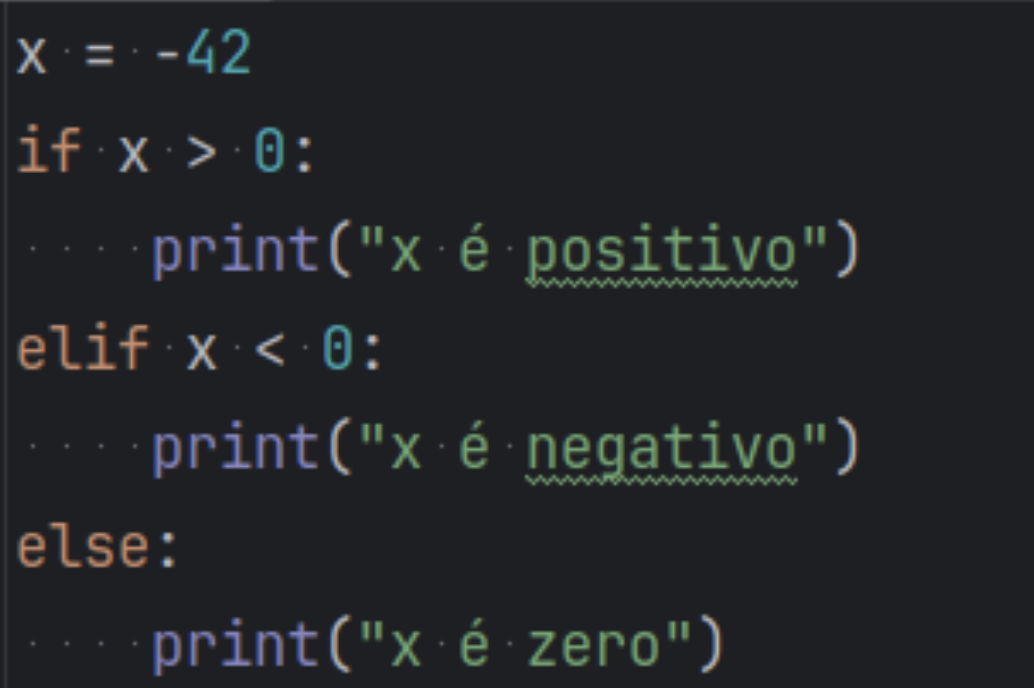 x = -42
if x > 0:
    print("x é positivo")
elif x < 0:
    print("x é negativo")
else:
    print("x é zero")